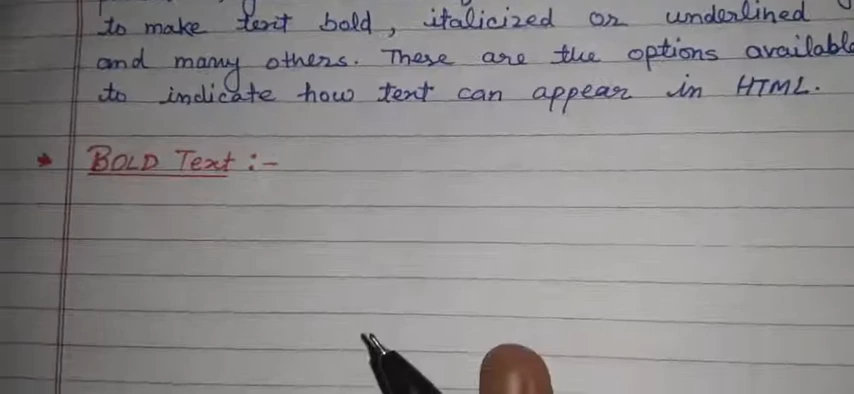 to make text bold, italicized or underlined
and many others. These are the options available
to indicate how text can appear in HTML.
* BOLD Text :-